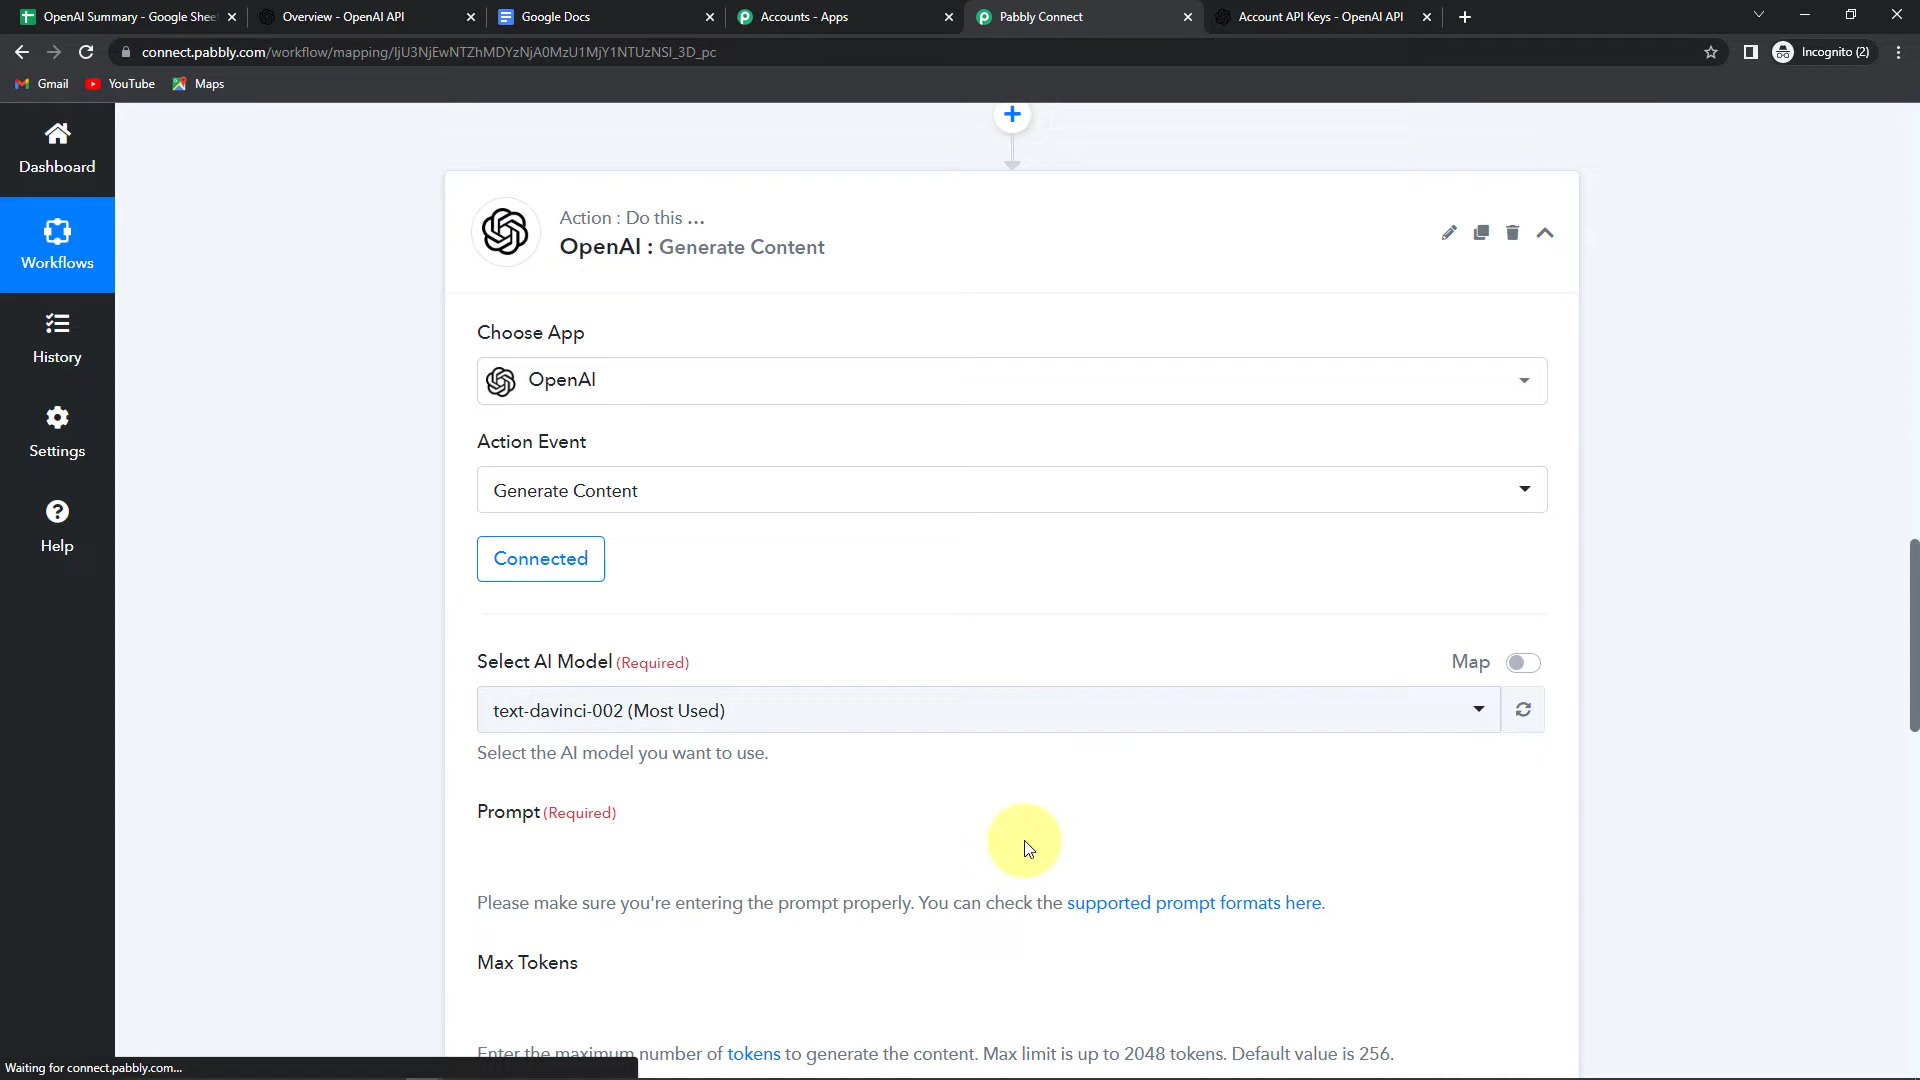 OpenAI Summary - Google Shee
Overview - OpenAI API
Google Docs
Accounts - Apps
Pabbly Connect
Account API Keys - OpenAI API
connect.pabbly.com/workflow/mapping/IjU3NjEwNTZhMDYzNjA0MzU1MjY1NTUzNSI_3D_pc
Incognito (2)
Gmail
YouTube
Maps
Dashboard
Workflows
History
Settings
Help
Action : Do this ...
OpenAI : Generate Content
Choose App
OpenAI
Action Event
Generate Content
Connected
Select AI Model (Required)
Map
text-davinci-002 (Most Used)
Select the AI model you want to use.
Prompt (Required)
Please make sure you're entering the prompt properly. You can check the supported prompt formats here.
Max Tokens
Enter the maximum number of tokens to generate the content. Max limit is up to 2048 tokens. Default value is 256.
Waiting for connect.pabbly.com...